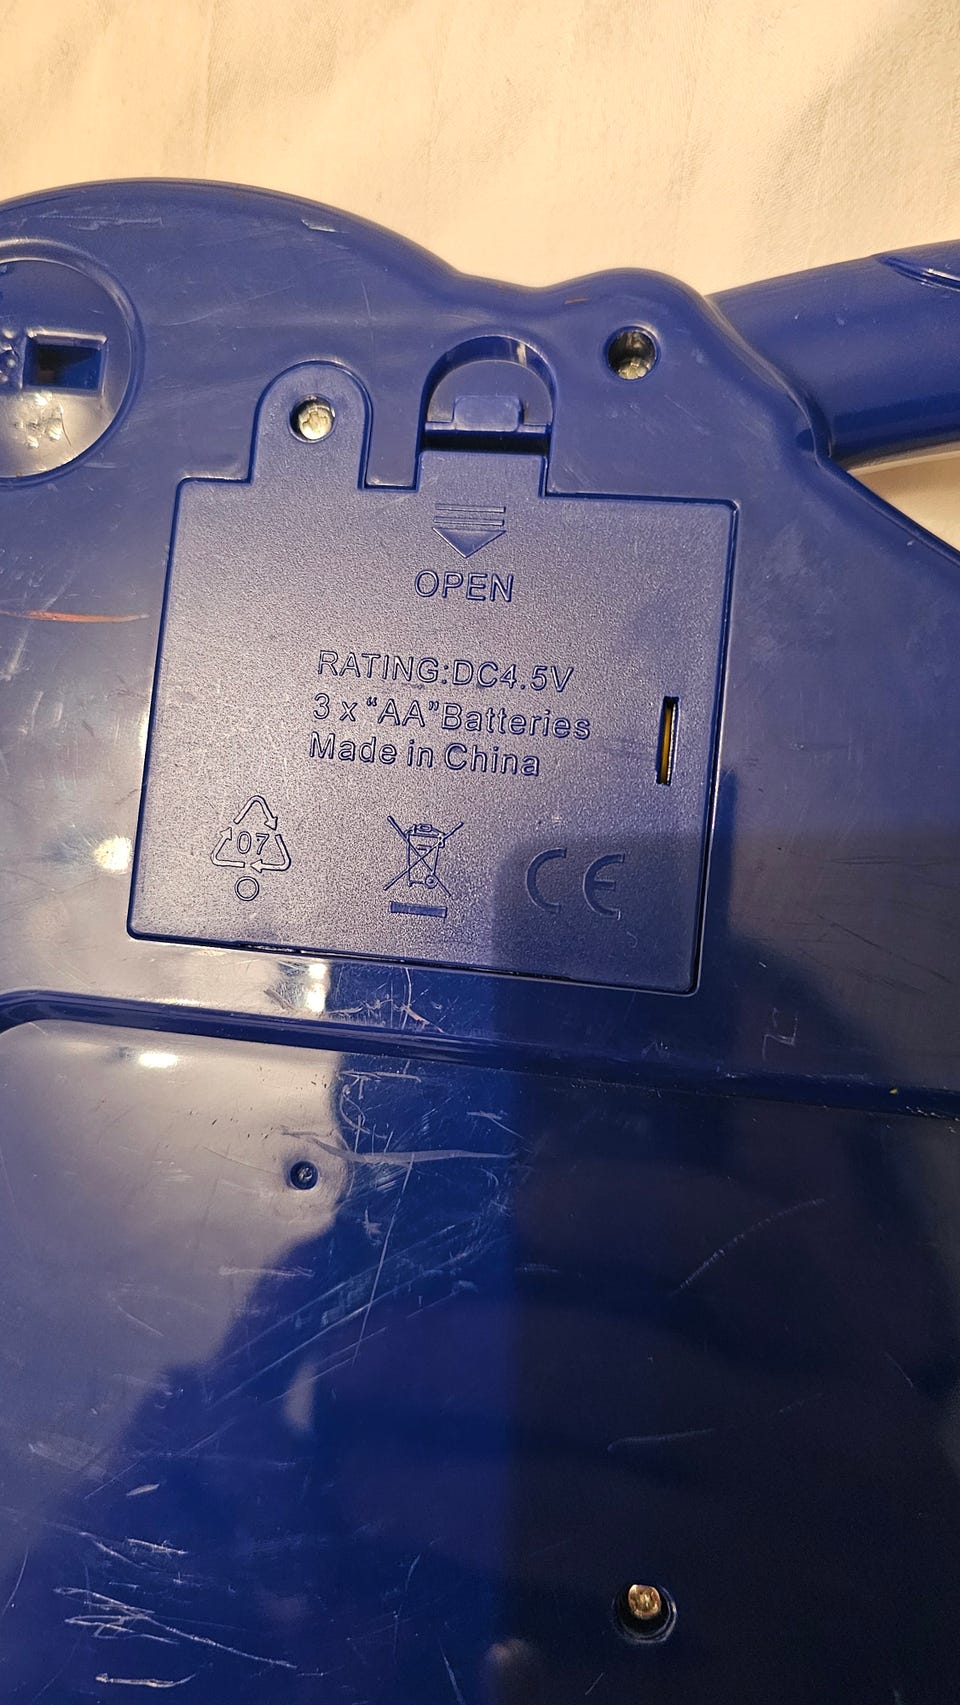 OPEN
RATING:DC4.5V
3 x “AA” Batteries
Made in China
07
CE